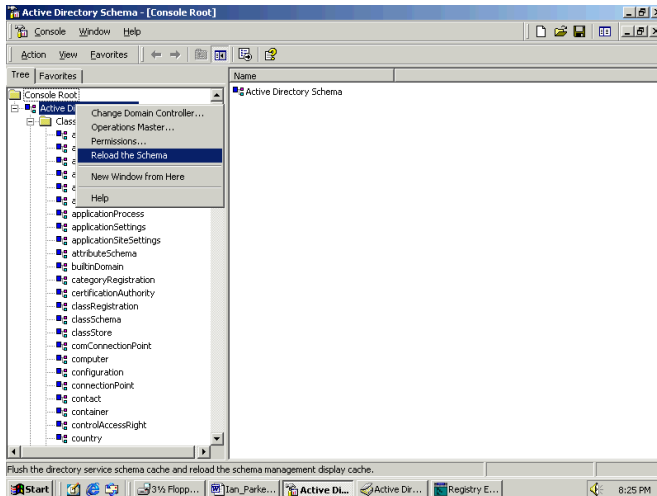 Active Directory Schema - [Console Root]
Console Window Help
Action View Favorites
Tree Favorites
Name
Console Root
Active Directory Schema
Active Di
Change Domain Controller...
Clas
Operations Master...
Permissions...
Reload the Schema
New Window from Here
Help
applicationProcess
applicationSettings
applicationSiteSettings
attributeSchema
builtinDomain
categoryRegistration
certificationAuthority
classRegistration
classSchema
classStore
comConnectionPoint
computer
configuration
connectionPoint
contact
container
controlAccessRight
country
Flush the directory service schema cache and reload the schema management display cache.
Start 3½ Flopp... Ian_Parke... Active Di... Active Dir... Registry E... 8:25 PM